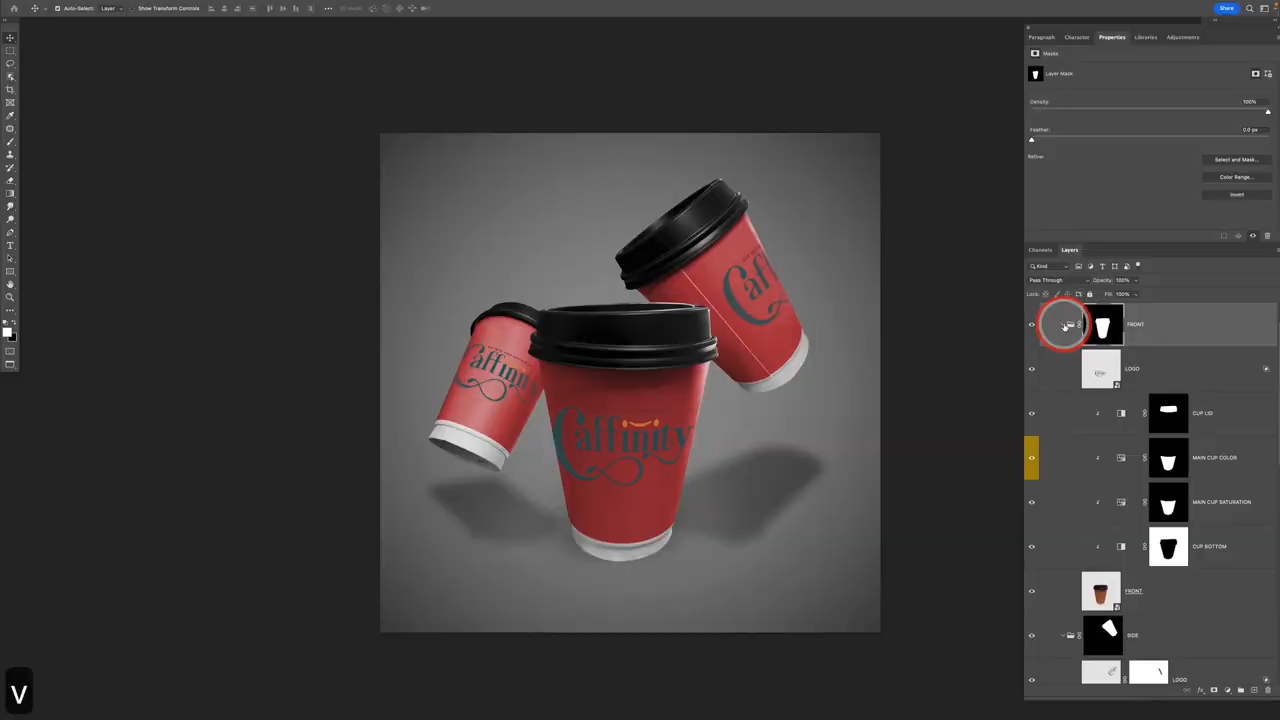 Auto-Select: Layer Show Transform Controls
Share
Paragraph Character Properties Libraries Adjustments
Masks
Layer Mask
Density: 100%
Feather: 0.0 px
Refine:
Select and Mask...
Color Range...
Invert
Channels Layers
Kind
Pass Through Opacity: 100%
Lock: Fill: 100%
FRONT
LOGO
CUP LID
MAIN CUP COLOR
MAIN CUP SATURATION
CUP BOTTOM
FRONT
SIDE
LOGO
Caf
Caffinity
Caffinity
V